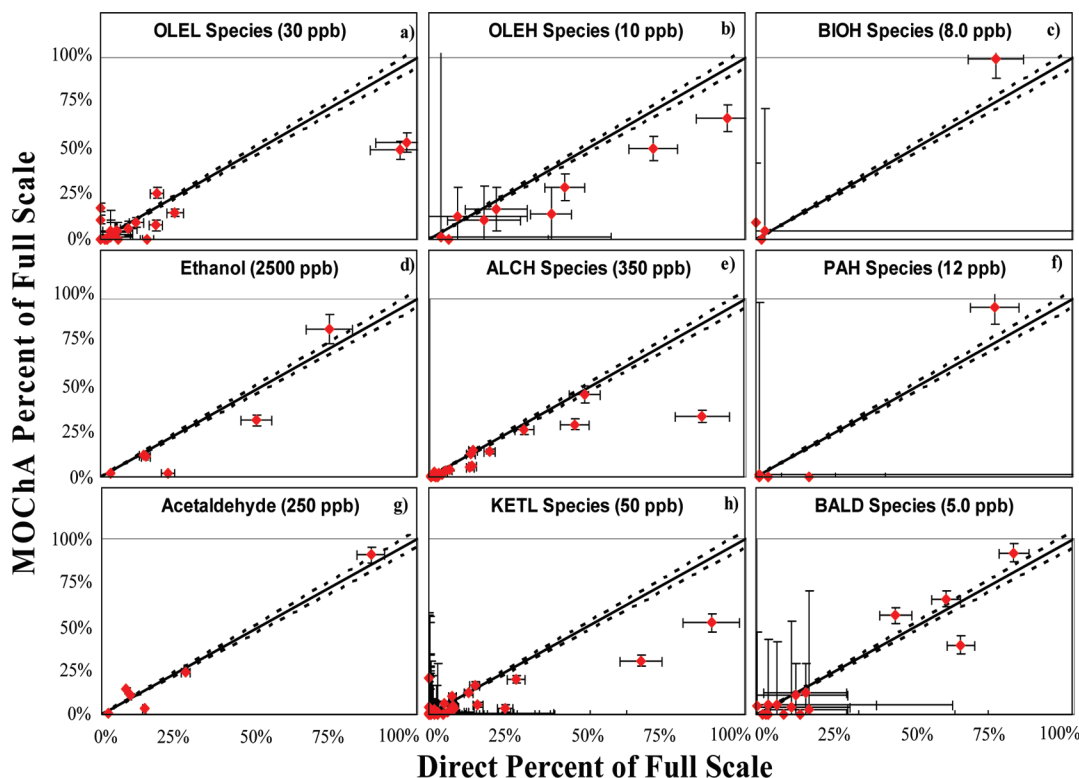 OLEL Species (30 ppb) a)
OLEH Species (10 ppb) b)
BIOH Species (8.0 ppb) c)
100%
75%
50%
25%
0%
Ethanol (2500 ppb) d)
ALCH Species (350 ppb) e)
PAH Species (12 ppb) f)
100%
75%
50%
25%
0%
Acetaldehyde (250 ppb) g)
KETL Species (50 ppb) h)
BALD Species (5.0 ppb)
100%
75%
50%
25%
0%
0% 25% 50% 75% 100%
0% 25% 50% 75% 100%
0% 25% 50% 75% 100%
MOChA Percent of Full Scale
Direct Percent of Full Scale